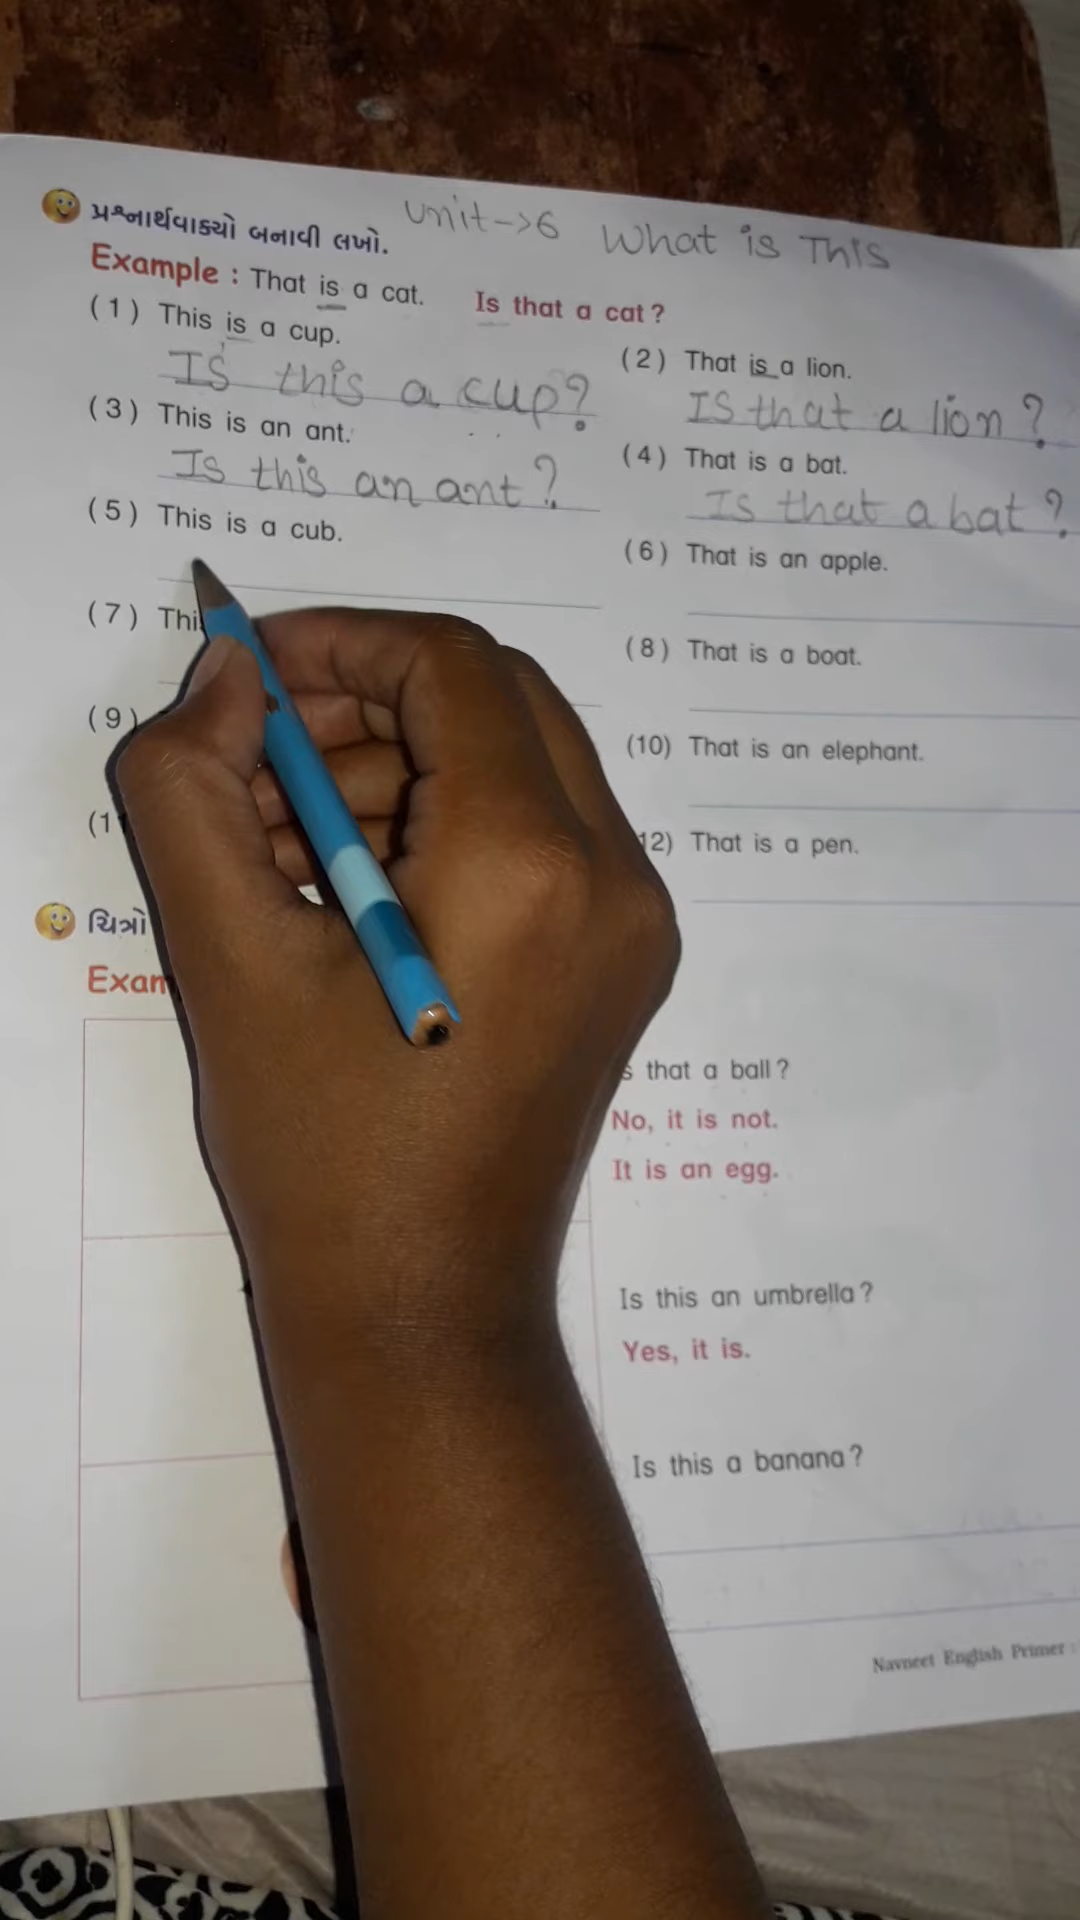 પ્રશ્નાર્થવાક્યો બનાવી લખો. Unit->6 What is This
Example : That is a cat. Is that a cat?
(1) This is a cup.
Is this a cup?
(2) That is a lion.
Is that a lion?
(3) This is an ant.
Is this an ant?
(4) That is a bat.
Is that a bat?
(5) This is a cub.
(6) That is an apple.
(7)
(8) That is a boat.
(9)
(10) That is an elephant.
12) That is a pen.
ચિત્રો
that a ball?
No, it is not.
It is an egg.
Is this an umbrella?
Yes, it is.
Is this a banana?
Navneet English Primer :